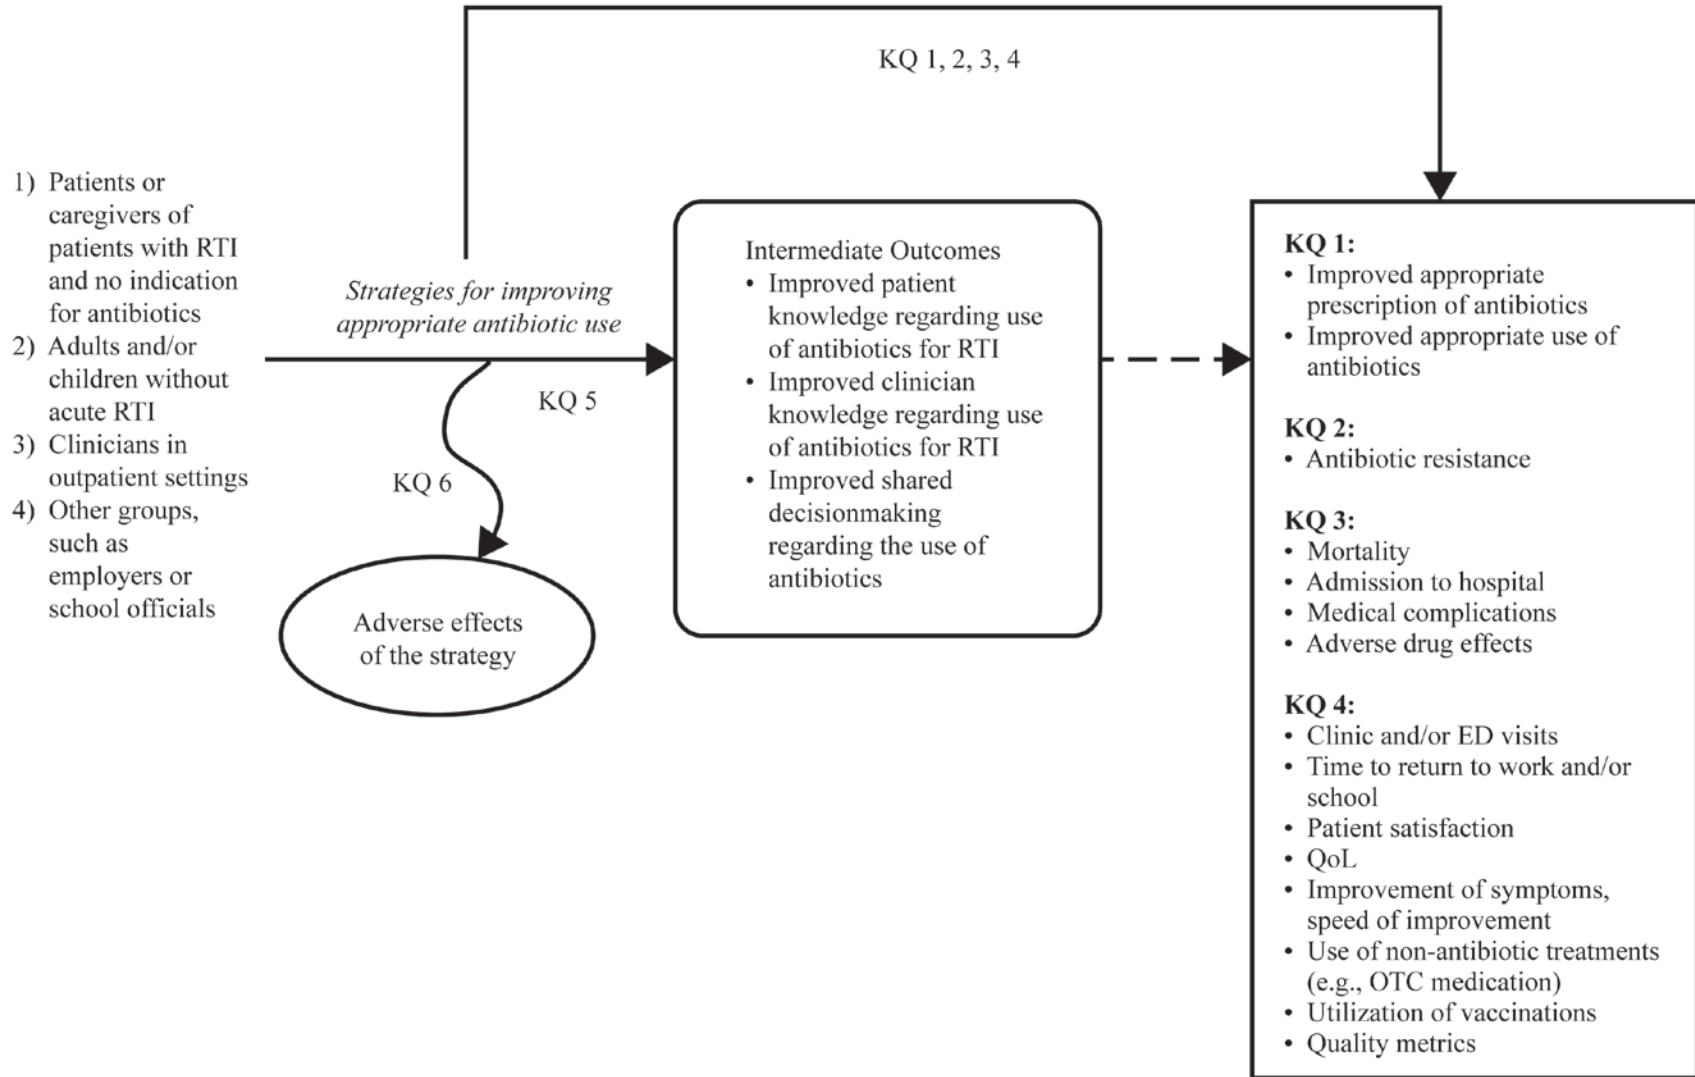 KQ 1, 2, 3, 4
1) Patients or
caregivers of
patients with RTI
and no indication
for antibiotics
2) Adults and/or
children without
acute RTI
3) Clinicians in
outpatient settings
4) Other groups,
such as
employers or
school officials
Strategies for improving
appropriate antibiotic use
KQ 5
KQ 6
Adverse effects
of the strategy
Intermediate Outcomes
• Improved patient
knowledge regarding use
of antibiotics for RTI
• Improved clinician
knowledge regarding use
of antibiotics for RTI
• Improved shared
decisionmaking
regarding the use of
antibiotics
KQ 1:
• Improved appropriate
prescription of antibiotics
• Improved appropriate use of
antibiotics
KQ 2:
• Antibiotic resistance
KQ 3:
• Mortality
• Admission to hospital
• Medical complications
• Adverse drug effects
KQ 4:
• Clinic and/or ED visits
• Time to return to work and/or
school
• Patient satisfaction
• QoL
• Improvement of symptoms,
speed of improvement
• Use of non-antibiotic treatments
(e.g., OTC medication)
• Utilization of vaccinations
• Quality metrics